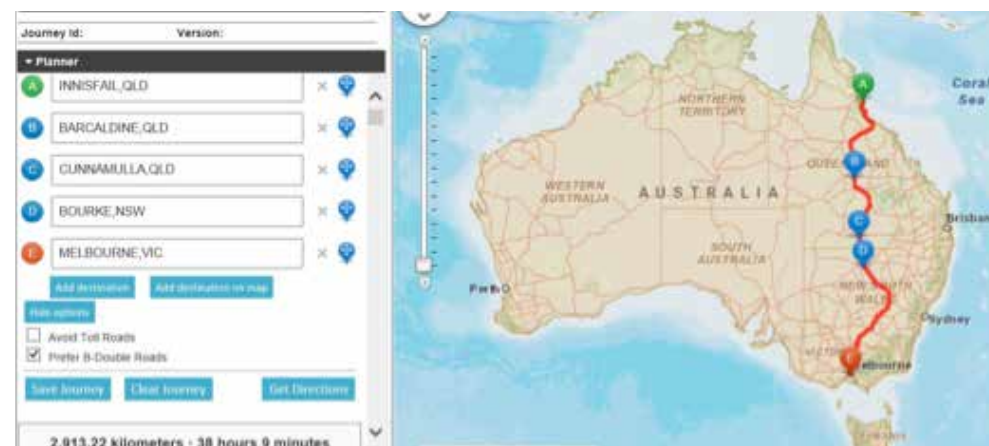 Journey Id: Version:
Planner
A INNISFAIL,QLD
B BARCALDINE,QLD
C CUNNAMULLA,QLD
D BOURKE,NSW
E MELBOURNE,VIC
Add destination Add destination on map
Hide options
Avoid Toll Roads
Prefer B-Double Roads
Save Journey Clear Journey Get Directions
2,913.22 kilometers - 38 hours 9 minutes
Coral
Sea
A
NORTHERN
TERRITORY
B
WESTERN
AUSTRALIA
AUSTRALIA
C
Brisban
D
SOUTH
AUSTRALIA
Perth
NEW SOUTH
WALES
Sydney
Melbourne